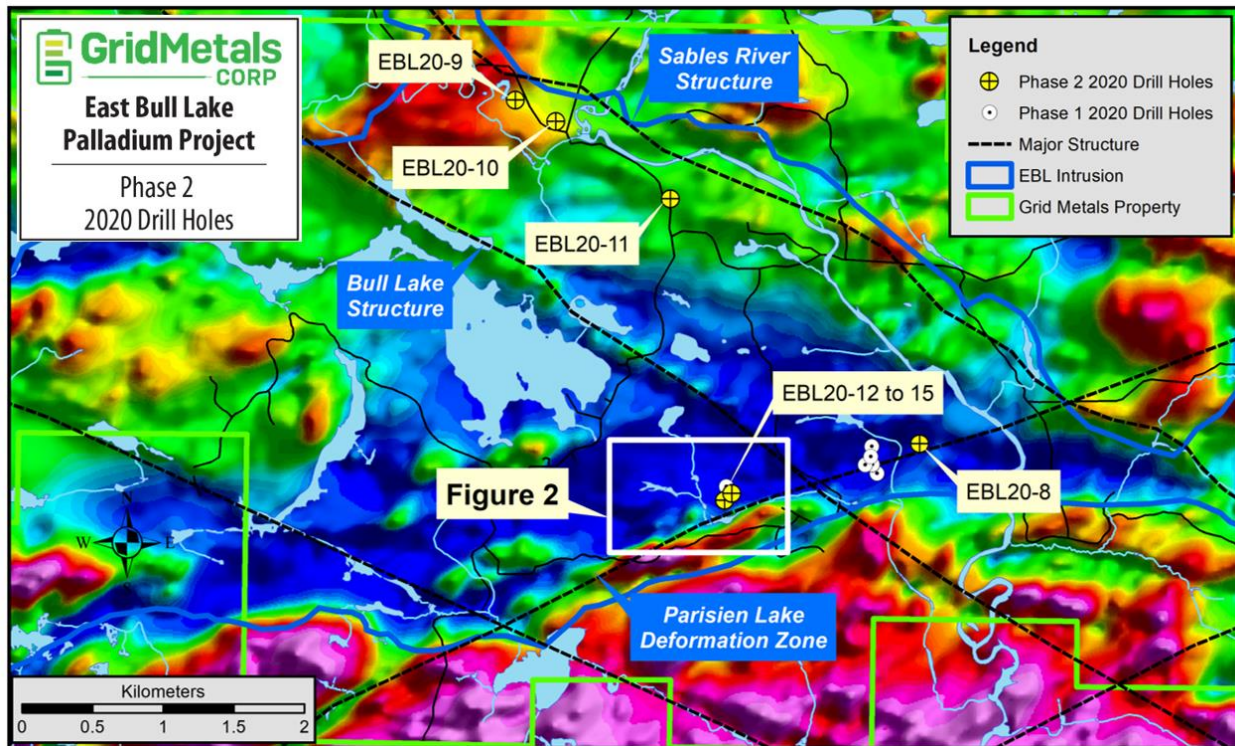 GridMetals
CORP
East Bull Lake
Palladium Project
Phase 2
2020 Drill Holes
EBL20-9
Sables River
Structure
Legend
Phase 2 2020 Drill Holes
Phase 1 2020 Drill Holes
Major Structure
EBL Intrusion
Grid Metals Property
EBL20-10
EBL20-11
Bull Lake
Structure
EBL20-12 to 15
Figure 2
EBL20-8
N
W
E
S
Parisien Lake
Deformation Zone
Kilometers
0 0.5 1 1.5 2